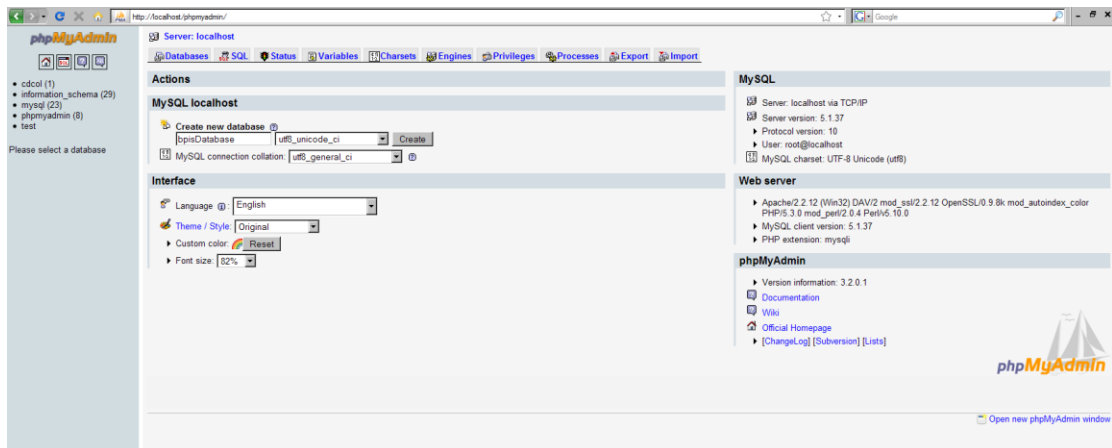 http://localhost/phpmyadmin/
Google
phpMyAdmin
cdcol (1)
information_schema (29)
mysql (23)
phpmyadmin (8)
test
Please select a database
Server: localhost
Databases SQL Status Variables Charsets Engines Privileges Processes Export Import
Actions
MySQL localhost
Create new database
bpisDatabase utf8_unicode_ci Create
MySQL connection collation: utf8_general_ci
Interface
Language : English
Theme / Style: Original
Custom color: Reset
Font size: 82%
MySQL
Server: localhost via TCP/IP
Server version: 5.1.37
Protocol version: 10
User: root@localhost
MySQL charset: UTF-8 Unicode (utf8)
Web server
Apache/2.2.12 (Win32) DAV/2 mod_ssl/2.2.12 OpenSSL/0.9.8k mod_autoindex_color
PHP/5.3.0 mod_perl/2.0.4 Perl/v5.10.0
MySQL client version: 5.1.37
PHP extension: mysqli
phpMyAdmin
Version information: 3.2.0.1
Documentation
Wiki
Official Homepage
[ChangeLog] [Subversion] [Lists]
phpMyAdmin
Open new phpMyAdmin window